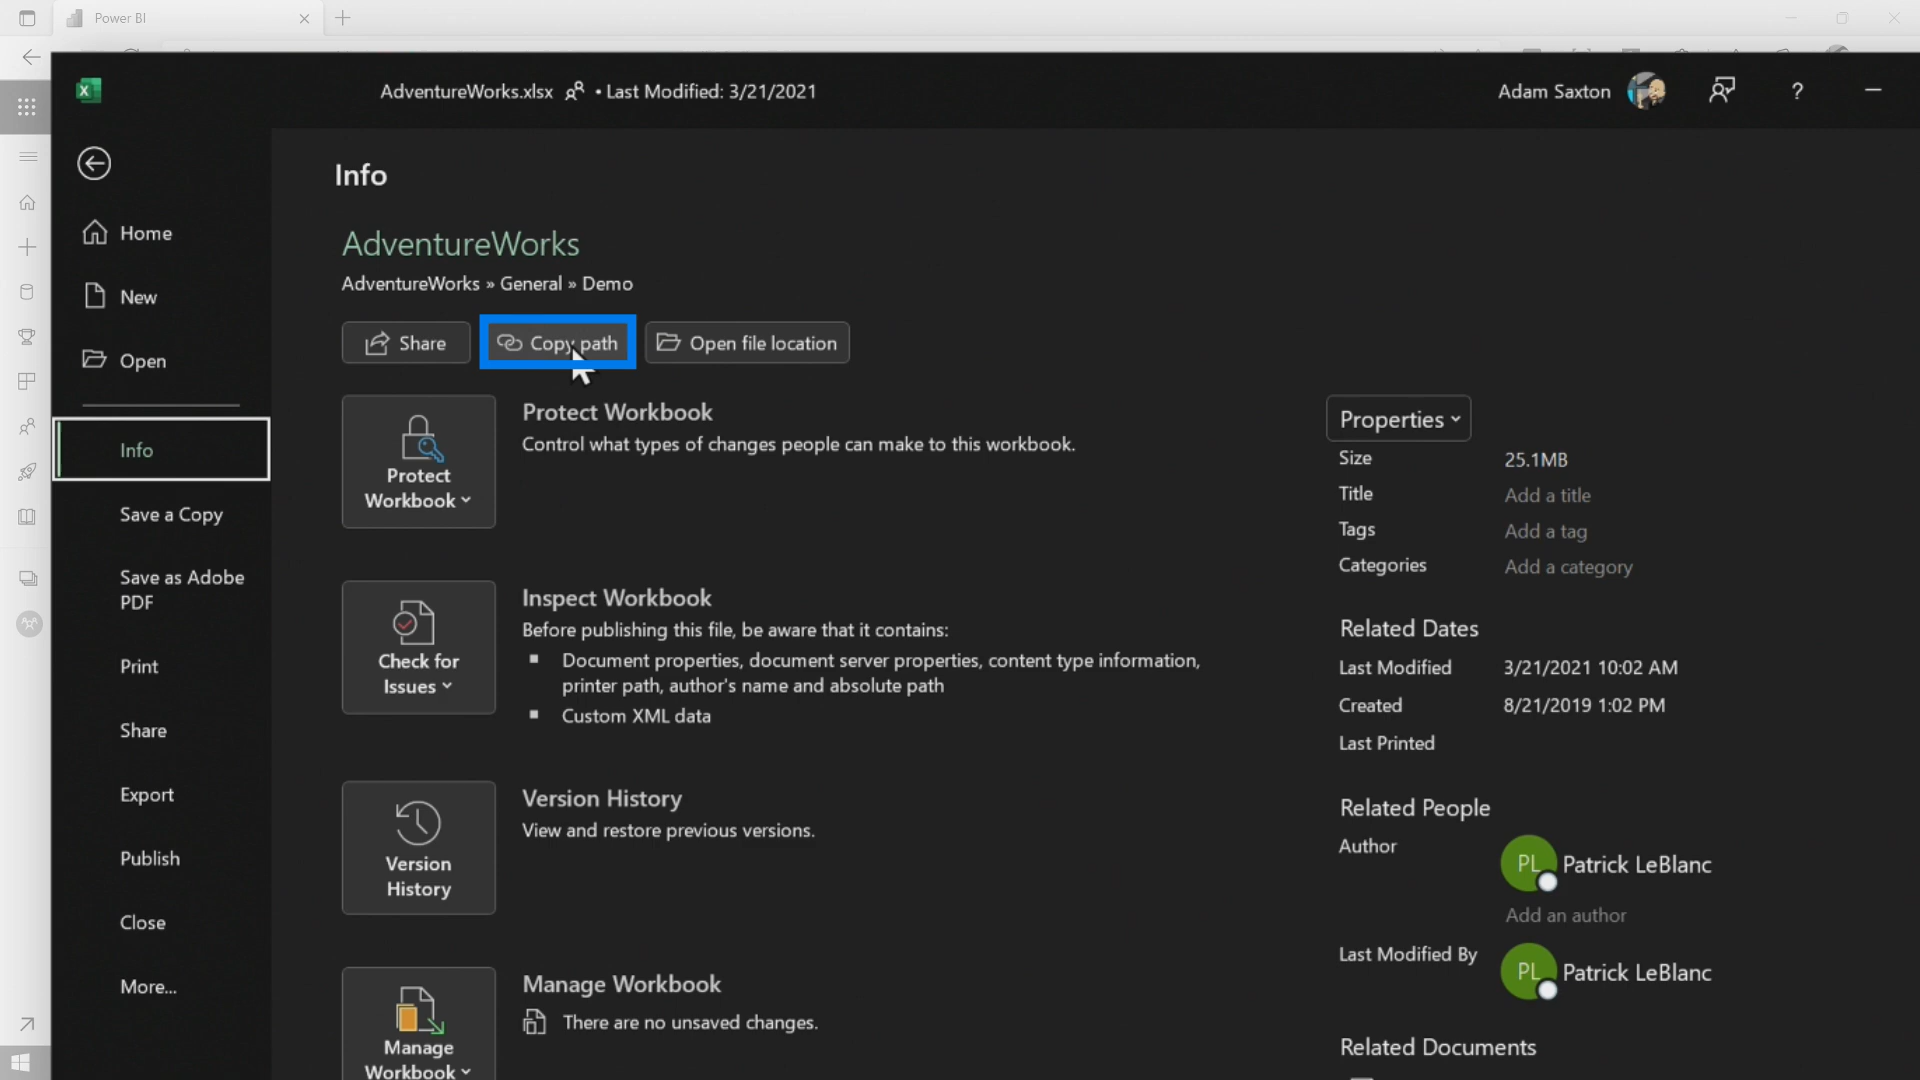 Power BI
AdventureWorks.xlsx • Last Modified: 3/21/2021
Adam Saxton
?
Info
Home
New
Open
Info
Save a Copy
Save as Adobe
PDF
Print
Share
Export
Publish
Close
More...
AdventureWorks
AdventureWorks » General » Demo
Share
Copy path
Open file location
Protect
Workbook
Protect Workbook
Control what types of changes people can make to this workbook.
Check for
Issues
Inspect Workbook
Before publishing this file, be aware that it contains:
▪ Document properties, document server properties, content type information,
printer path, author's name and absolute path
▪ Custom XML data
Version
History
Version History
View and restore previous versions.
Manage
Workbook
Manage Workbook
There are no unsaved changes.
Properties
Size 25.1MB
Title Add a title
Tags Add a tag
Categories Add a category
Related Dates
Last Modified 3/21/2021 10:02 AM
Created 8/21/2019 1:02 PM
Last Printed
Related People
Author
PL Patrick LeBlanc
Add an author
Last Modified By
PL Patrick LeBlanc
Related Documents